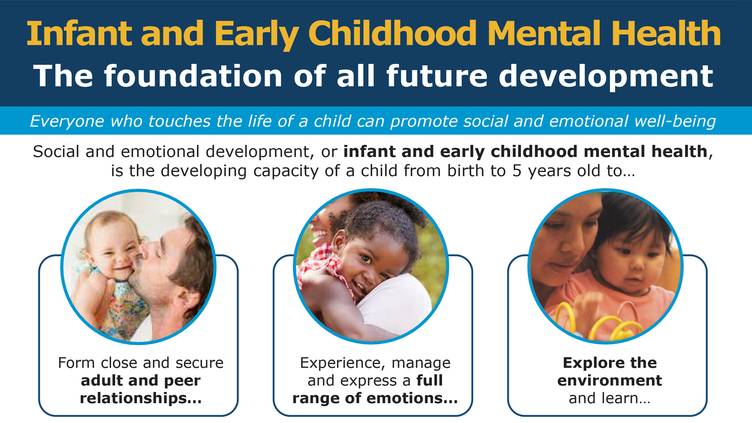 Infant and Early Childhood Mental Health
The foundation of all future development
Everyone who touches the life of a child can promote social and emotional well-being
Social and emotional development, or infant and early childhood mental health,
is the developing capacity of a child from birth to 5 years old to…
Form close and secure
adult and peer
relationships…
Experience, manage
and express a full
range of emotions…
Explore the
environment
and learn…